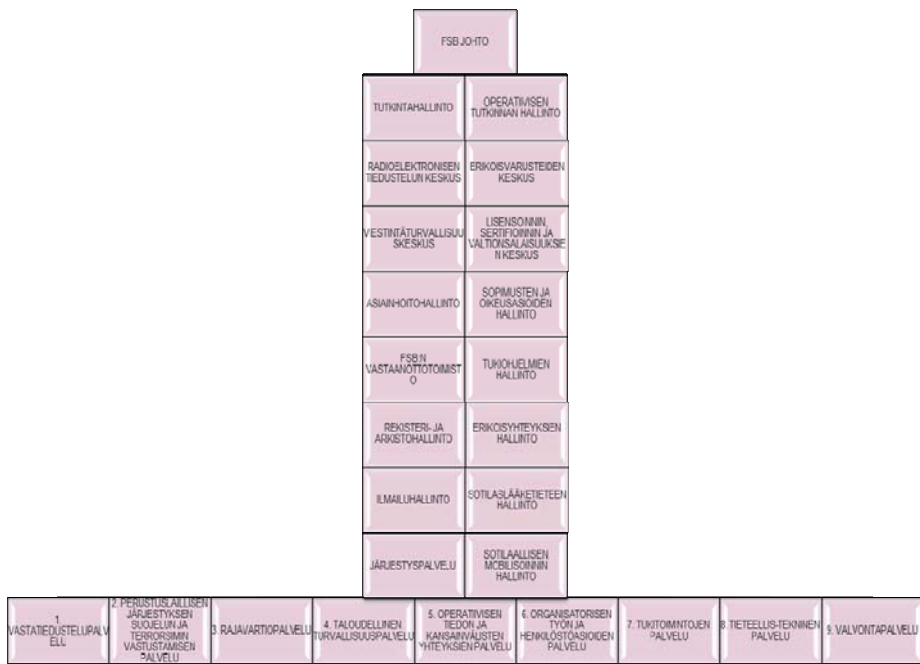 FSB JOHTO
TUTKINTAHALLINTO
OPERATIIVISEN
TUTKINNAN HALLINTO
RADIOELEKTRONISEN
TIEDUSTELUN KESKUS
ERIKOISVARUSTEIDEN
KESKUS
VIESTINTÄTURVALLISUU
SKESKUS
LISENSOINNIN,
SERTIFIOINNIN JA
VALTIONSALAISUUKSIE
N KESKUS
ASIAINHOITOHALLINTO
SOPIMUSTEN JA
OIKEUSASIOIDEN
HALLINTO
FSB:N
VASTAANOTTOTOIMIST
O
TUKIOHJELMIEN
HALLINTO
REKISTERI- JA
ARKISTOHALLINTO
ERIKOISYHTEYKSIEN
HALLINTO
ILMAILUHALLINTO
SOTILASLÄÄKETIETEEN
HALLINTO
JÄRJESTYSPALVELU
SOTILAALLISEN
MOBILISOINNIN
HALLINTO
1.
VASTATIEDUSTELUPALV
ELU
2. PERUSTUSLAILLISEN
JÄRJESTYKSEN
SUOJELUN JA
TERRORSIMIN
VASTUSTAMISEN
PALVELU
3. RAJAVARTIOPALVELU
4. TALOUDELLINEN
TURVALLISUUSPALVELU
5. OPERATIIVISEN
TIEDON JA
KANSAINVÄLISTEN
YHTEYKSIEN PALVELU
6. ORGANISATORISEN
TYÖN JA
HENKILÖSTÖASIOIDEN
PALVELU
7. TUKITOIMINTOJEN
PALVELU
8. TIETEELLIS-TEKNINEN
PALVELU
9. VALVONTAPALVELU